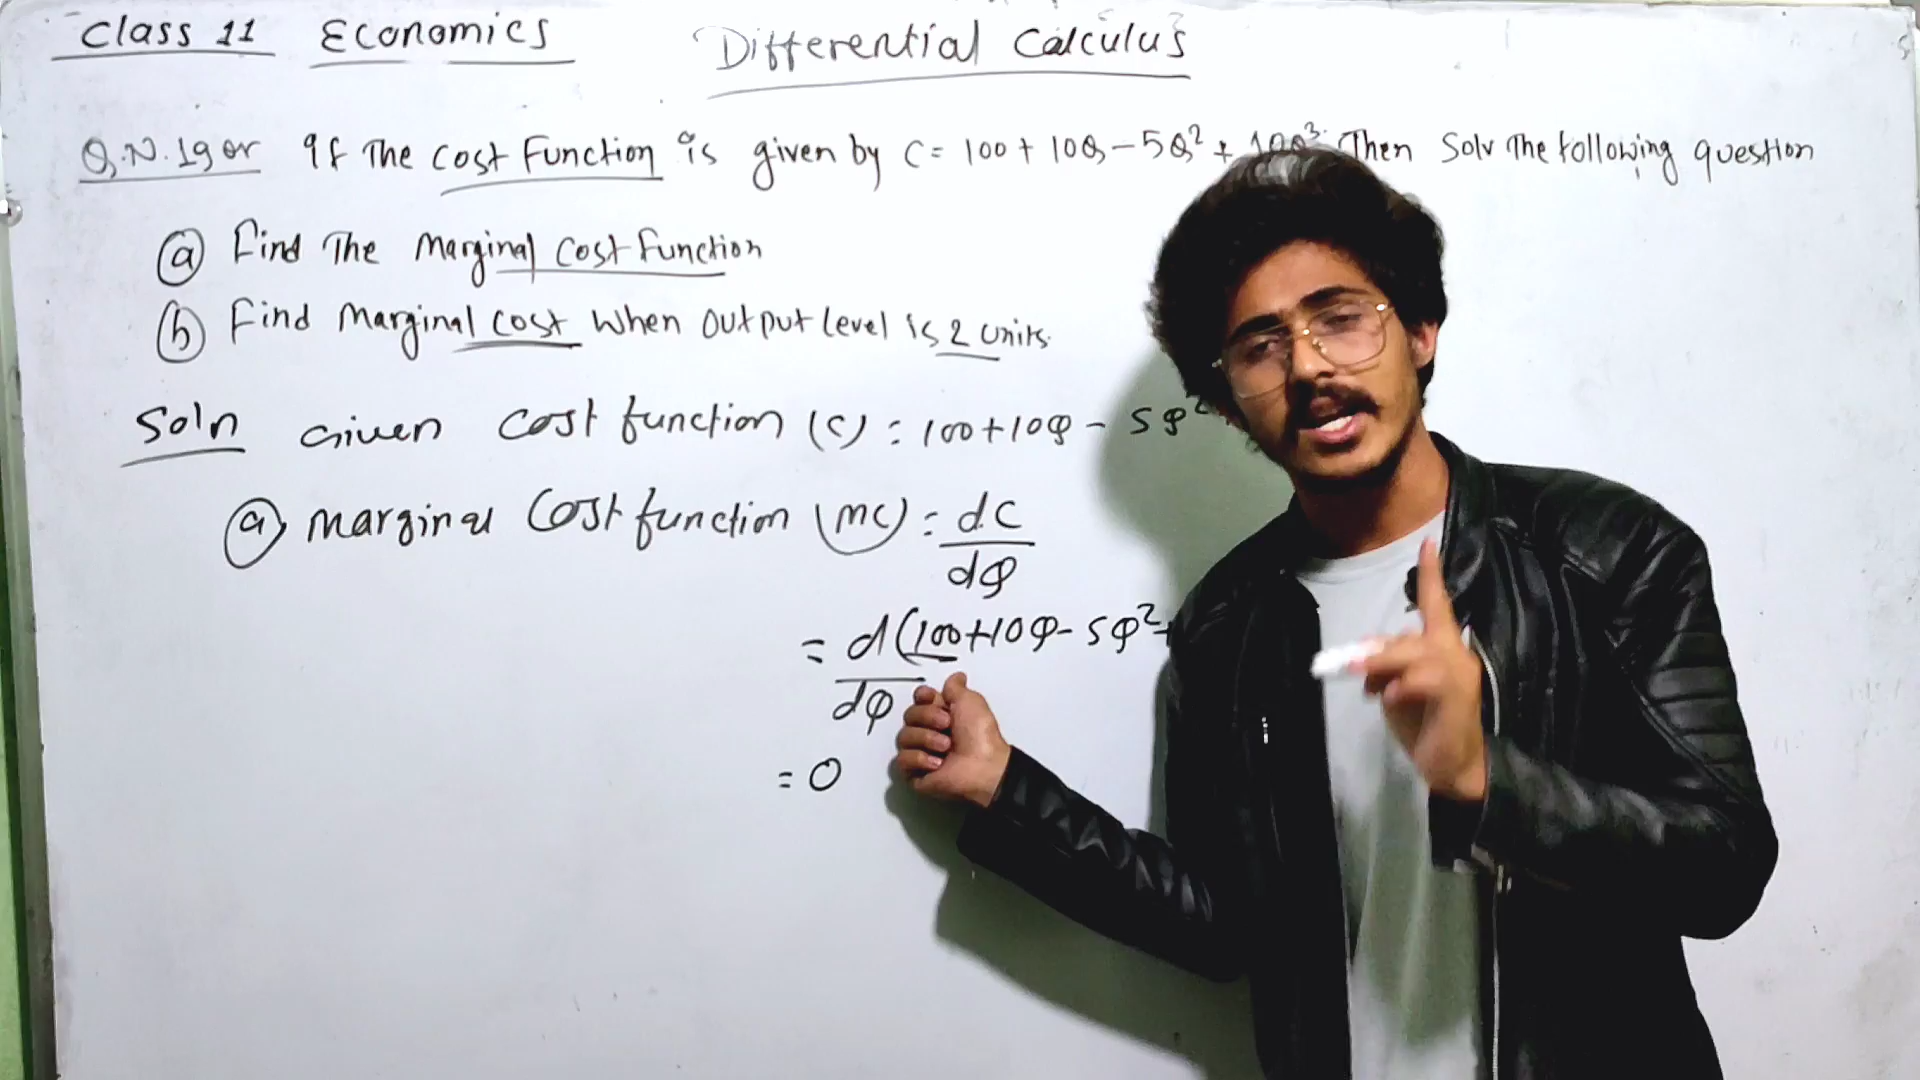 Class 11 Economics Differential Calculus
Q.N.19 or If The Cost Function is given by C = 100 + 10Q - 5Q² + 10Q³. Then Solv The following question
(a) Find The Marginal Cost Function
(b) Find Marginal Cost When Output Level is 2 Units.
Soln Given Cost function (C) = 100+10Q - 5Q²
(a) Marginal Cost function (MC) = dC/dQ
= d(100+10Q-5Q²+
dQ
= 0